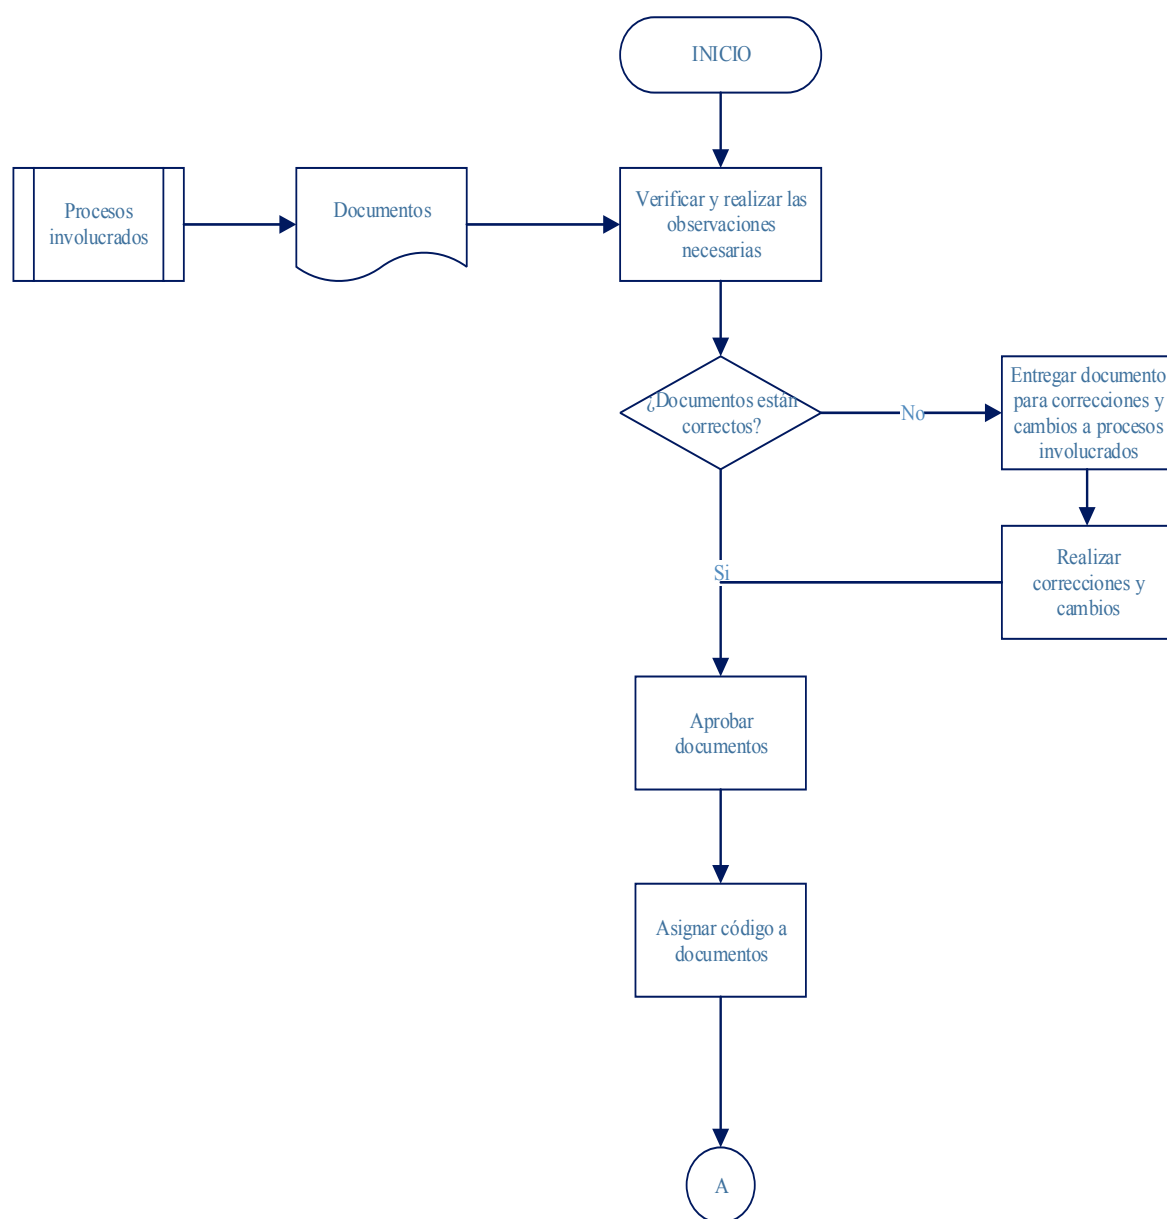 INICIO
Procesos
involucrados
Documentos
Verificar y realizar las
observaciones
necesarias
¿Documentos están
correctos?
No
Entregar documento
para correcciones y
cambios a procesos
involucrados
Realizar
correcciones y
cambios
Si
Aprobar
documentos
Asignar código a
documentos
A